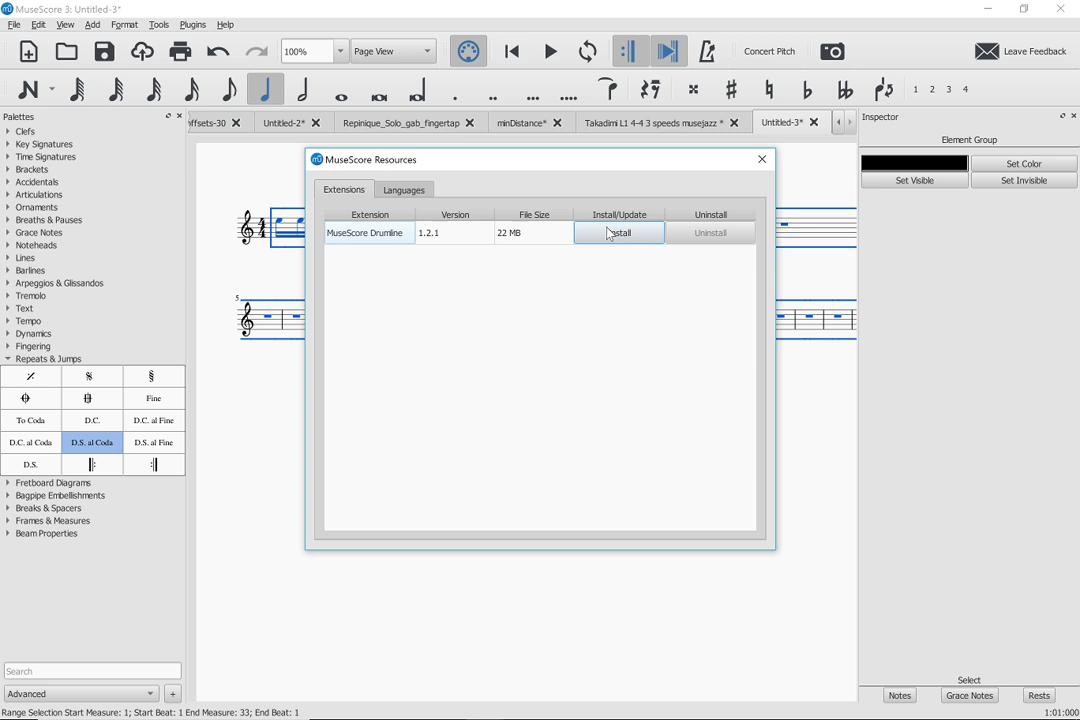 MuseScore 3: Untitled-3*
File Edit View Add Format Tools Plugins Help
100% Page View Concert Pitch Leave Feedback
1 2 3 4
Palettes
ffsets-30 Untitled-2* Repinique_Solo_gab_fingertap minDistance* Takadimi L1 4-4 3 speeds musejazz * Untitled-3*
Inspector
Clefs
Key Signatures
Time Signatures
Brackets
Accidentals
Articulations
Ornaments
Breaths & Pauses
Grace Notes
Noteheads
Lines
Barlines
Arpeggios & Glissandos
Tremolo
Text
Tempo
Dynamics
Fingering
Repeats & Jumps
Fine
To Coda D.C. D.C. al Fine
D.C. al Coda D.S. al Coda D.S. al Fine
D.S.
Fretboard Diagrams
Bagpipe Embellishments
Breaks & Spacers
Frames & Measures
Beam Properties
Search
Advanced +
5
MuseScore Resources
Extensions Languages
Extension Version File Size Install/Update Uninstall
MuseScore Drumline 1.2.1 22 MB Uninstall
Element Group
Set Color
Set Visible Set Invisible
Select
Notes Grace Notes Rests
Range Selection Start Measure: 1; Start Beat: 1 End Measure: 33; End Beat: 1 1:01:000